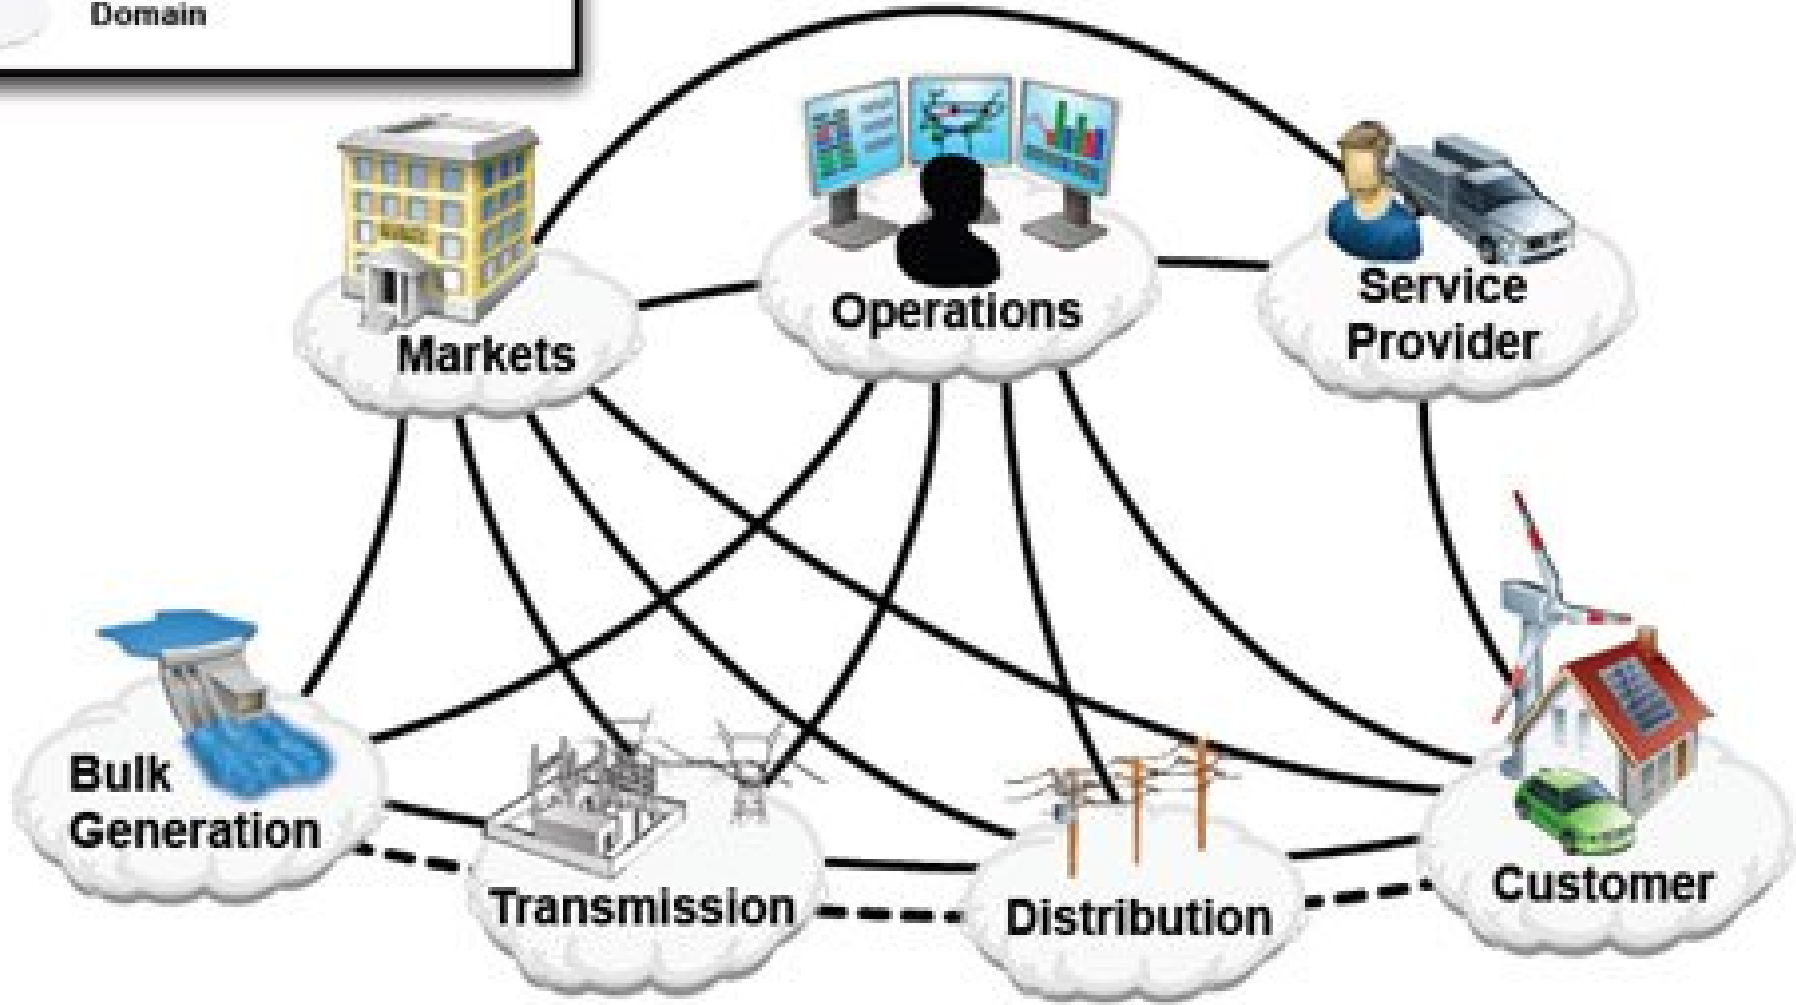 Domain
Operations
Service
Provider
Markets
Bulk
Generation
Transmission
Distribution
Customer